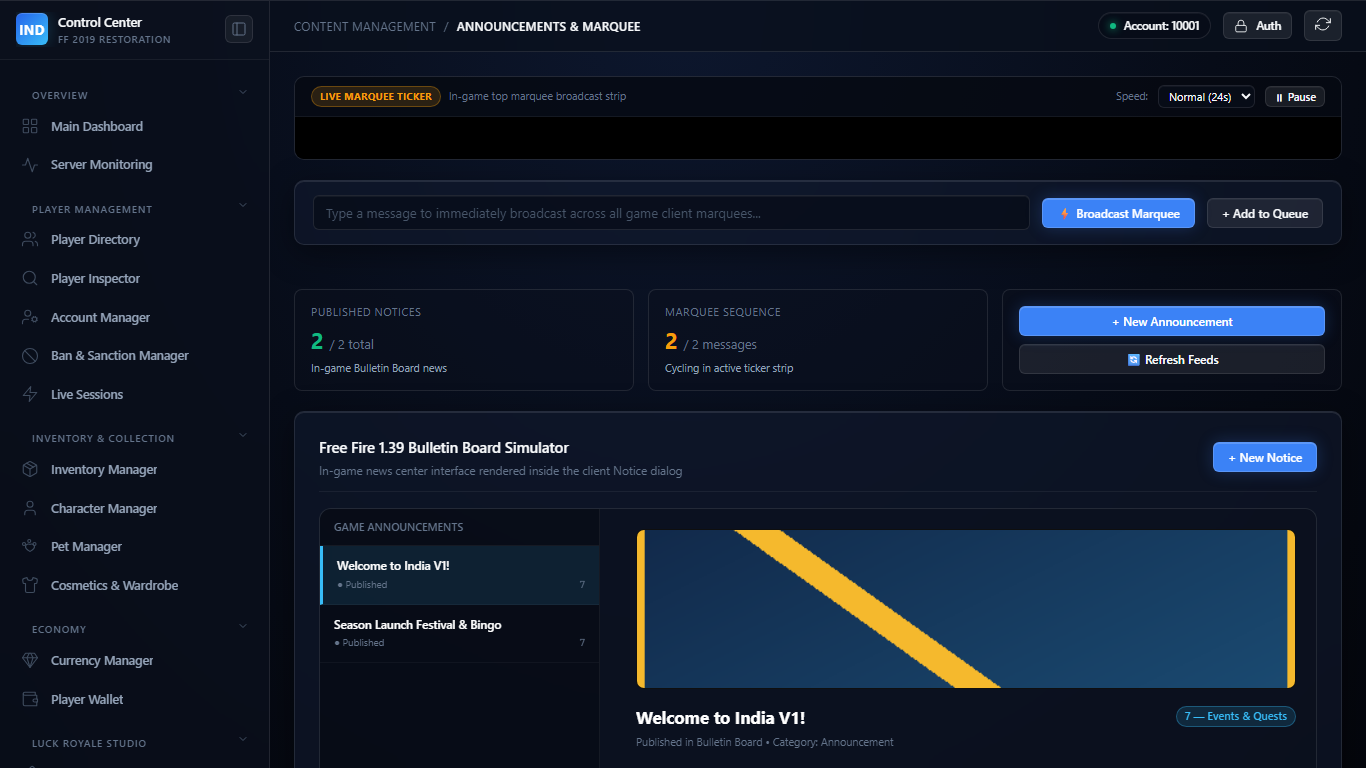 IND
Control Center
FF 2019 RESTORATION
OVERVIEW
Main Dashboard
Server Monitoring
PLAYER MANAGEMENT
Player Directory
Player Inspector
Account Manager
Ban & Sanction Manager
Live Sessions
INVENTORY & COLLECTION
Inventory Manager
Character Manager
Pet Manager
Cosmetics & Wardrobe
ECONOMY
Currency Manager
Player Wallet
LUCK ROYALE STUDIO
CONTENT MANAGEMENT / ANNOUNCEMENTS & MARQUEE
Account: 10001
Auth
LIVE MARQUEE TICKER In-game top marquee broadcast strip
Speed: Normal (24s) Pause
Type a message to immediately broadcast across all game client marquees...
Broadcast Marquee
+ Add to Queue
PUBLISHED NOTICES
2 / 2 total
In-game Bulletin Board news
MARQUEE SEQUENCE
2 / 2 messages
Cycling in active ticker strip
+ New Announcement
Refresh Feeds
Free Fire 1.39 Bulletin Board Simulator
In-game news center interface rendered inside the client Notice dialog
+ New Notice
GAME ANNOUNCEMENTS
Welcome to India V1!
● Published 7
Season Launch Festival & Bingo
● Published 7
Welcome to India V1!
7 — Events & Quests
Published in Bulletin Board • Category: Announcement